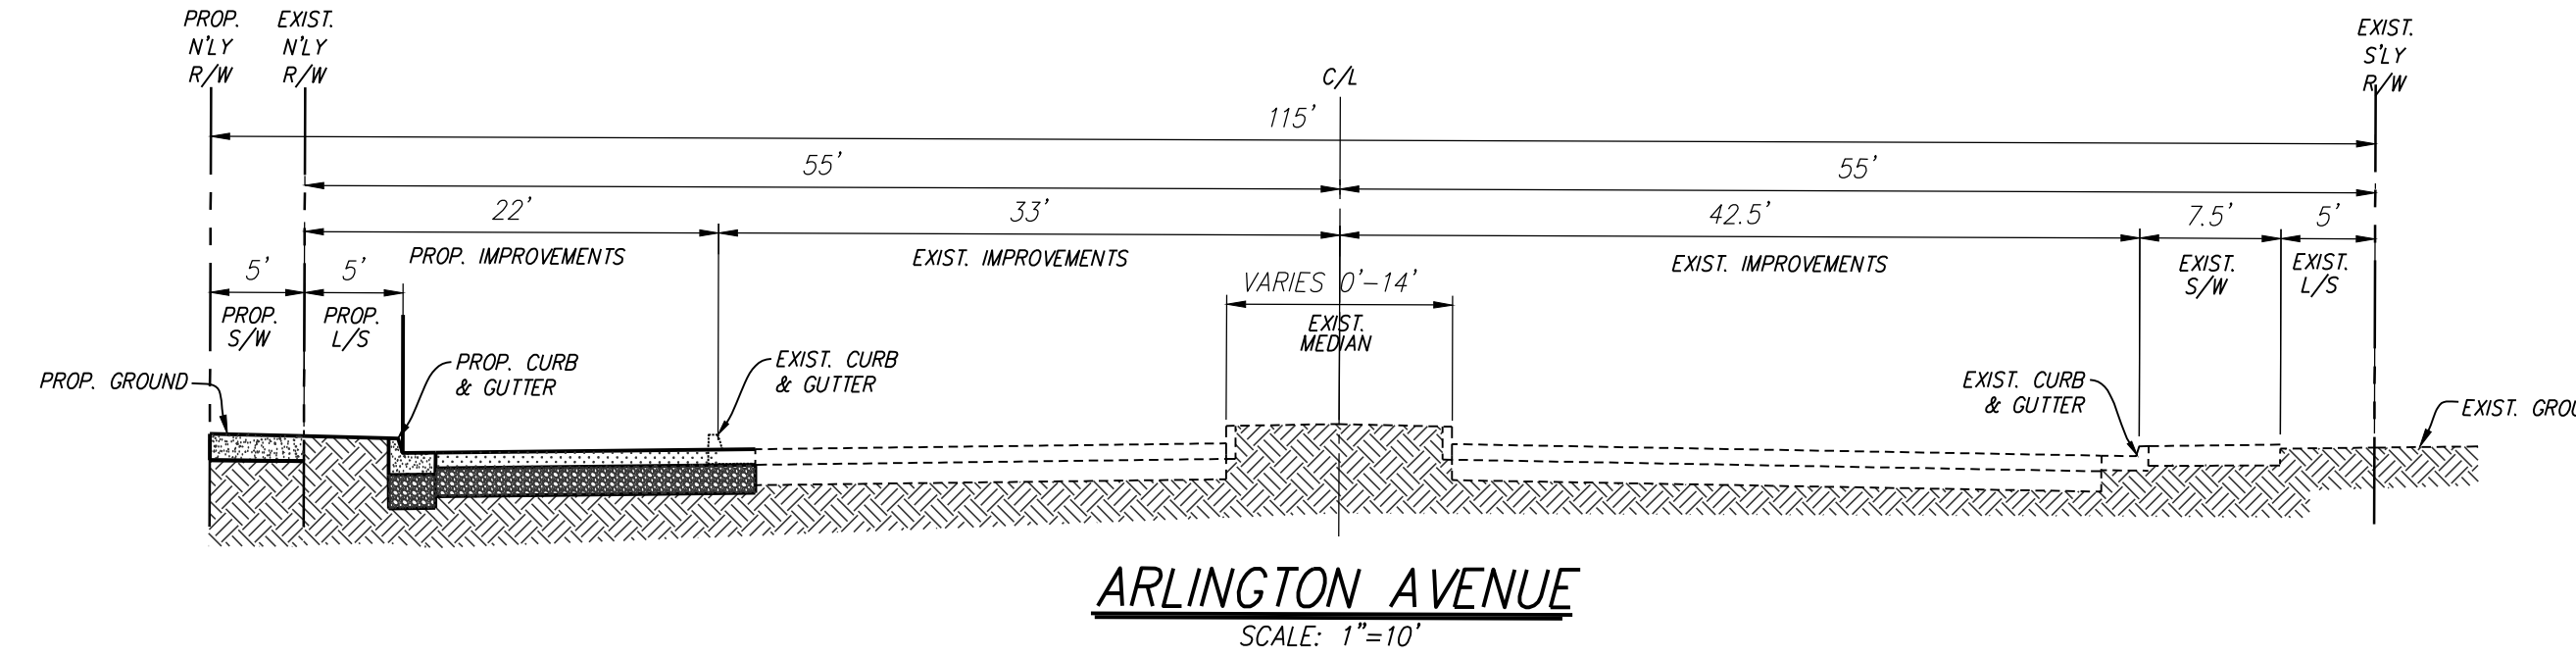 PROP.
N'LY
R/W
EXIST.
N'LY
R/W
C/L
EXIST.
S'LY
R/W
115'
55'
55'
22'
33'
42.5'
7.5'
5'
PROP. IMPROVEMENTS
EXIST. IMPROVEMENTS
EXIST. IMPROVEMENTS
EXIST.
S/W
EXIST.
L/S
5'
5'
PROP.
S/W
PROP.
L/S
VARIES 0'-14'
EXIST.
MEDIAN
PROP. GROUND
PROP. CURB
& GUTTER
EXIST. CURB
& GUTTER
EXIST. CURB
& GUTTER
EXIST. GROU
ARLINGTON AVENUE
SCALE: 1"=10'